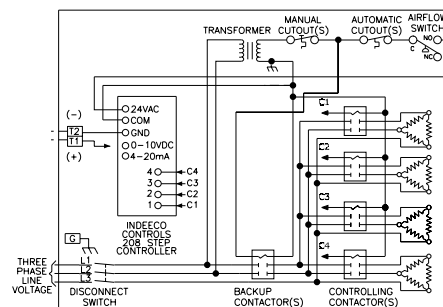 TRANSFORMER
MANUAL
CUTOUT(S)
AUTOMATIC
CUTOUT(S)
AIRFLOW
SWITCH
NO
C
NC
24VAC
COM
GND
0-10VDC
4-20mA
(-)
T2
T1
(+)
4 C4
3 C3
2 C2
1 C1
INDEECO
CONTROLS
208 STEP
CONTROLLER
C1
C2
C3
C4
G
THREE
PHASE
LINE
VOLTAGE
L1
L2
L3
DISCONNECT
SWITCH
BACKUP
CONTACTOR(S)
CONTROLLING
CONTACTOR(S)